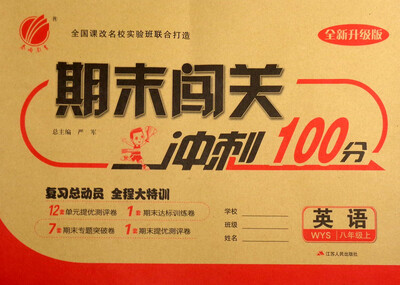 全国课改名校实验班联合打造
全新升级版
春雨教育
期末闯关
冲刺100分
总主编 严军
复习总动员 全程大特训
12套单元提优测评卷 1套期末达标训练卷
7套期末专题突破卷 1套期末提优测评卷
学校
班级
姓名
英语
WYS 八年级上
江苏人民出版社